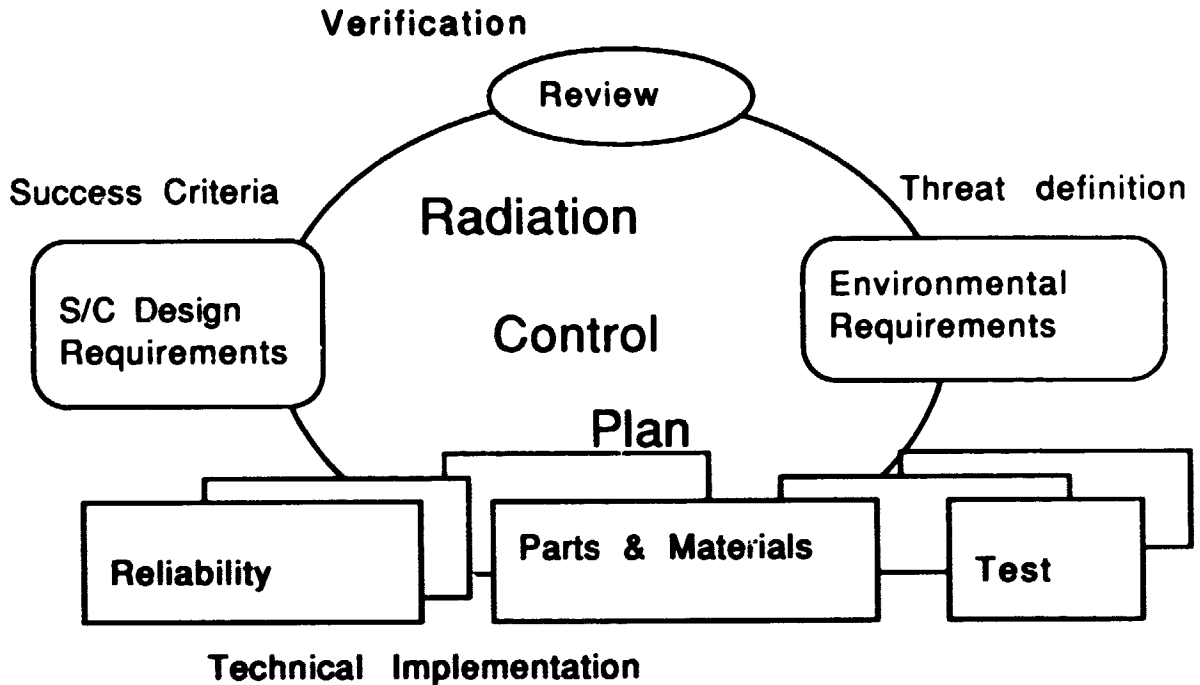 Verification
Review
Success Criteria
Threat definition
Radiation
Control
Plan
S/C Design
Requirements
Environmental
Requirements
Reliability
Parts & Materials
Test
Technical Implementation